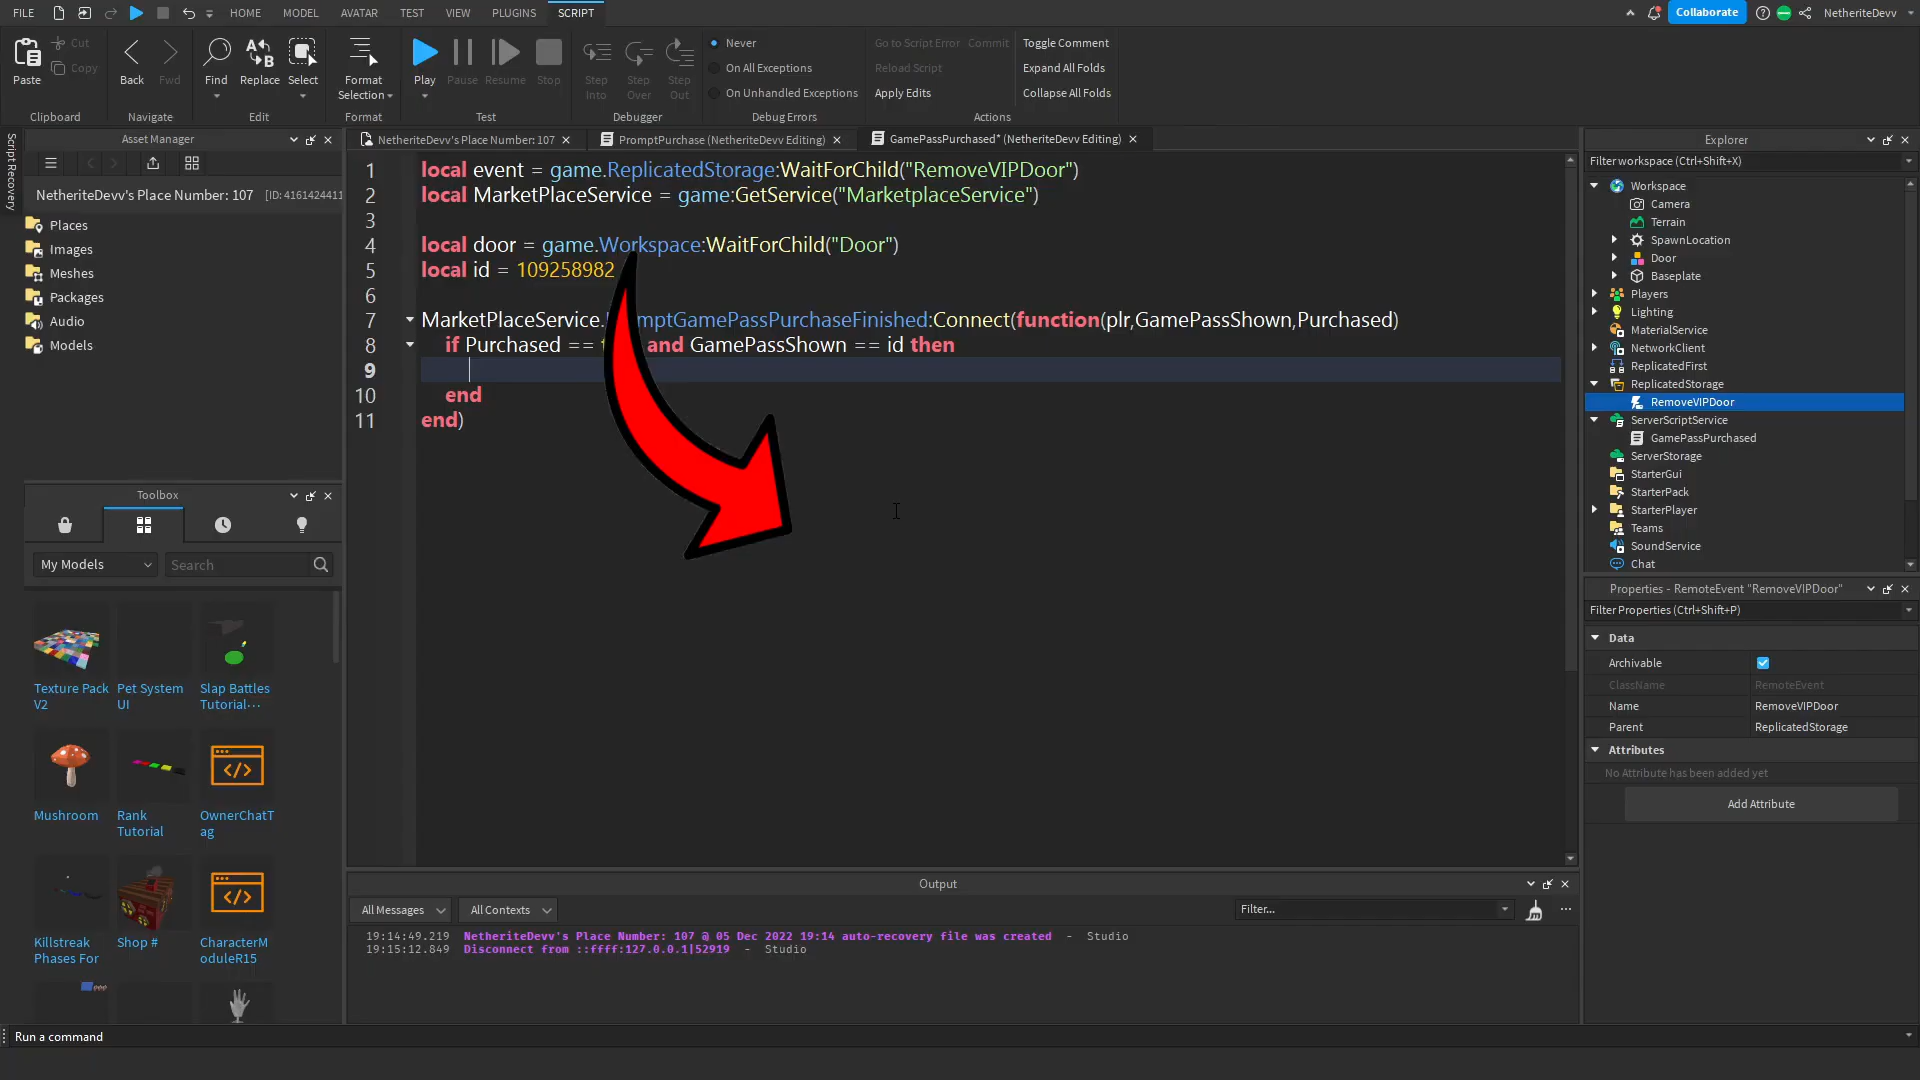 FILE HOME MODEL AVATAR TEST VIEW PLUGINS SCRIPT Collaborate NetheriteDevv
Paste Cut Copy Clipboard
Back Fwd Navigate
Find Replace Select Edit
Format Selection Format
Play Pause Resume Stop Test
Step Into Step Over Step Out Debugger
Never
On All Exceptions
On Unhandled Exceptions
Debug Errors
Go to Script Error Commit
Reload Script
Apply Edits
Toggle Comment
Expand All Folds
Collapse All Folds
Actions
Script Recovery
Asset Manager
NetheriteDevv's Place Number: 107 [ID: 4161424411
Places
Images
Meshes
Packages
Audio
Models
Toolbox
My Models Search
Texture Pack V2
Pet System UI
Slap Battles Tutorial...
Mushroom
Rank Tutorial
OwnerChatTag
Killstreak Phases For
Shop #
CharacterModuleR15
NetheriteDevv's Place Number: 107 PromptPurchase (NetheriteDevv Editing) GamePassPurchased* (NetheriteDevv Editing)
1 local event = game.ReplicatedStorage:WaitForChild("RemoveVIPDoor")
2 local MarketPlaceService = game:GetService("MarketplaceService")
3
4 local door = game.Workspace:WaitForChild("Door")
5 local id = 109258982
6
7 MarketPlaceService. mptGamePassPurchaseFinished:Connect(function(plr,GamePassShown,Purchased)
8 if Purchased == and GamePassShown == id then
9
10 end
11 end)
Output
All Messages All Contexts Filter...
19:14:49.219 NetheriteDevv's Place Number: 107 @ 05 Dec 2022 19:14 auto-recovery file was created - Studio
19:15:12.849 Disconnect from ::ffff:127.0.0.1|52919 - Studio
Explorer
Filter workspace (Ctrl+Shift+X)
Workspace
Camera
Terrain
SpawnLocation
Door
Baseplate
Players
Lighting
MaterialService
NetworkClient
ReplicatedFirst
ReplicatedStorage
RemoveVIPDoor
ServerScriptService
GamePassPurchased
ServerStorage
StarterGui
StarterPack
StarterPlayer
Teams
SoundService
Chat
Properties - RemoteEvent "RemoveVIPDoor"
Filter Properties (Ctrl+Shift+P)
Data
Archivable
ClassName RemoteEvent
Name RemoveVIPDoor
Parent ReplicatedStorage
Attributes
No Attribute has been added yet
Add Attribute
Run a command